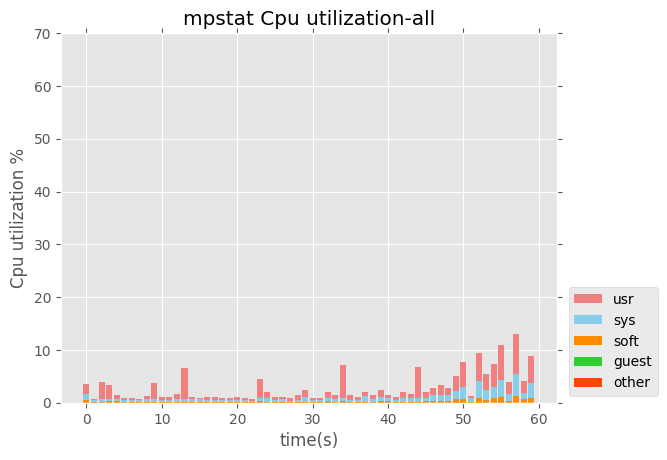 mpstat Cpu utilization-all
70
60
50
40
30
20
10
0
Cpu utilization %
0 10 20 30 40 50 60
time(s)
usr
sys
soft
guest
other